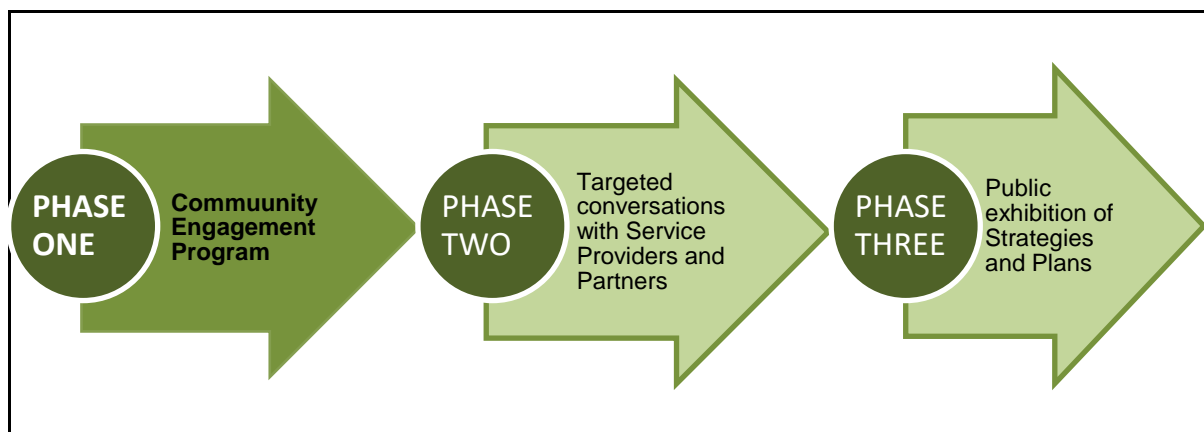 PHASE
ONE
Commuunity
Engagement
Program
PHASE
TWO
Targeted
conversations
with Service
Providers and
Partners
PHASE
THREE
Public
exhibition of
Strategies
and Plans